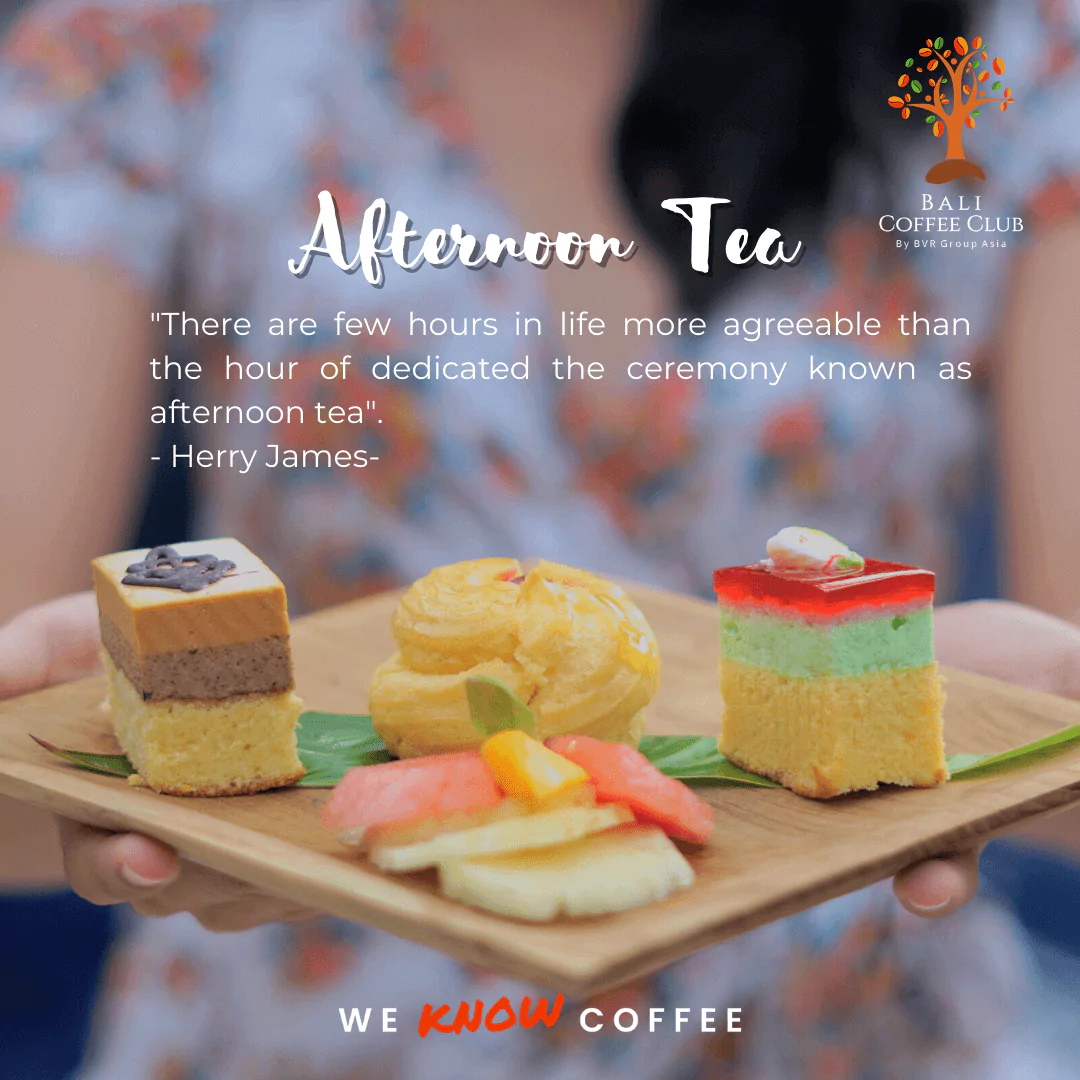 BALI
COFFEE CLUB
By BVR Group Asia
Afternoon Tea
"There are few hours in life more agreeable than
the hour of dedicated the ceremony known as
afternoon tea".
- Herry James-
WE KNOW COFFEE